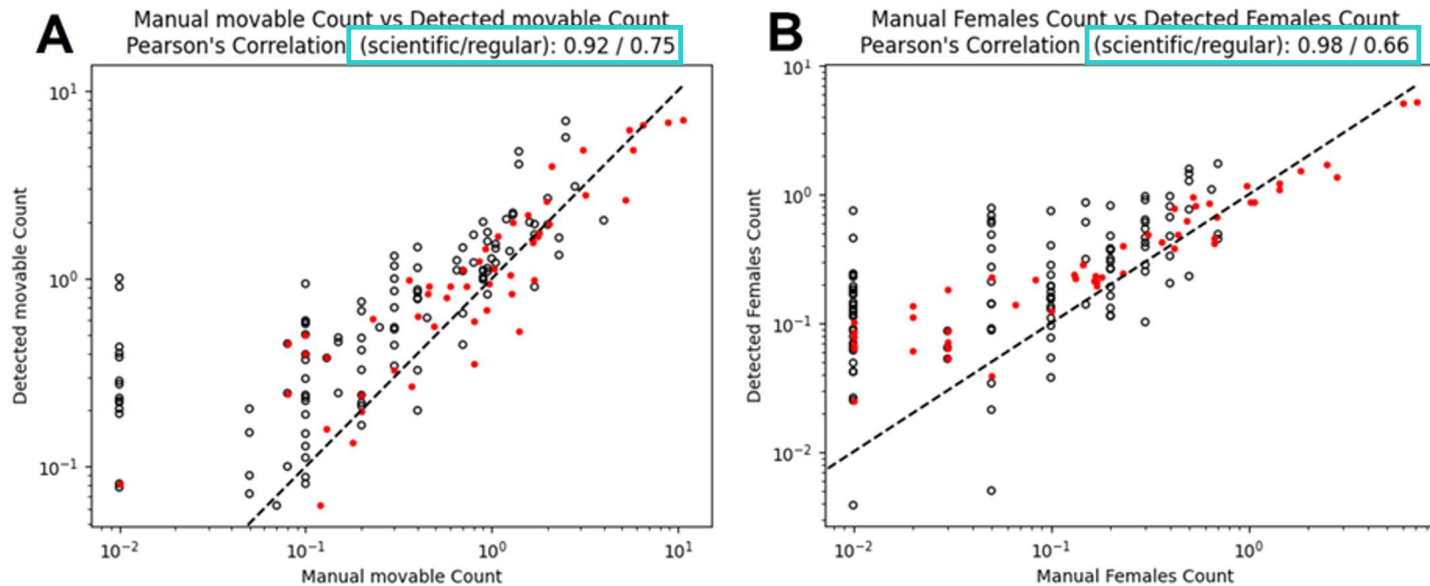 A
Manual movable Count vs Detected movable Count
Pearson's Correlation (scientific/regular): 0.92 / 0.75
Detected movable Count
10¹
10⁰
10⁻¹
10⁻² 10⁻¹ 10⁰ 10¹
Manual movable Count
B
Manual Females Count vs Detected Females Count
Pearson's Correlation (scientific/regular): 0.98 / 0.66
Detected Females Count
10¹
10⁰
10⁻¹
10⁻²
10⁻² 10⁻¹ 10⁰
Manual Females Count